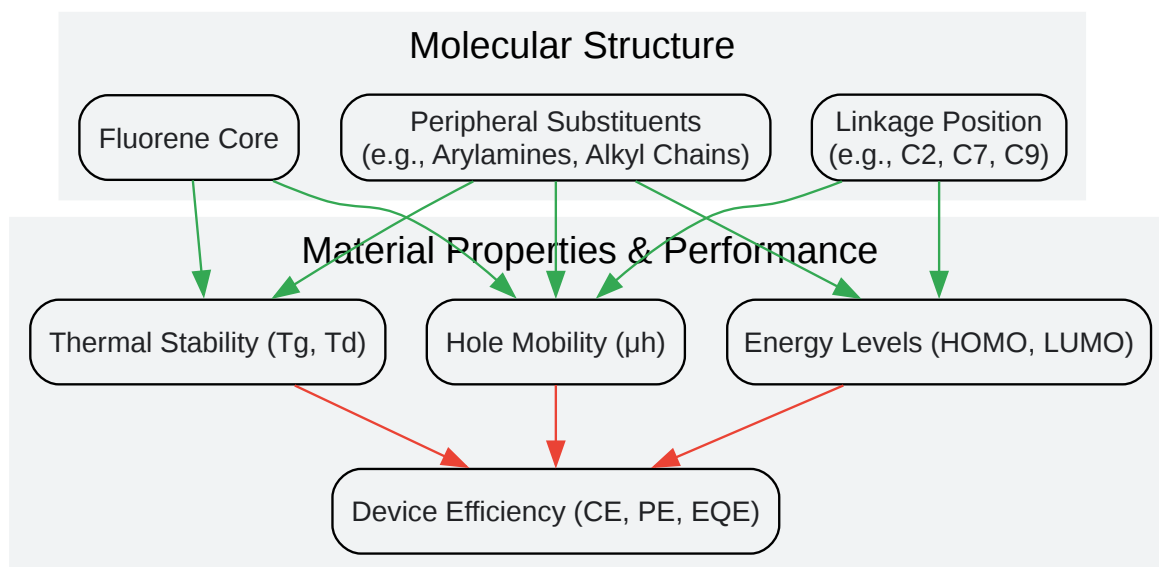 Molecular Structure
Fluorene Core
Peripheral Substituents
(e.g., Arylamines, Alkyl Chains)
Linkage Position
(e.g., C2, C7, C9)
Material Properties & Performance
Thermal Stability (Tg, Td)
Hole Mobility (μh)
Energy Levels (HOMO, LUMO)
Device Efficiency (CE, PE, EQE)